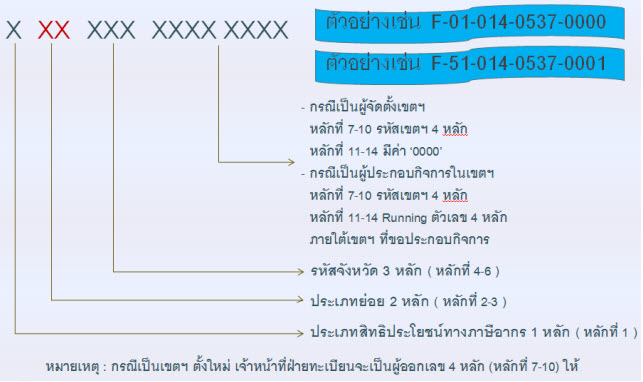 X XX XXX XXXX XXXX
ตัวอย่างเช่น F-01-014-0537-0000
ตัวอย่างเช่น F-51-014-0537-0001
- กรณีเป็นผู้จัดตั้งเขตฯ
หลักที่ 7-10 รหัสเขตฯ 4 หลัก
หลักที่ 11-14 มีค่า '0000'
- กรณีเป็นผู้ประกอบกิจการในเขตฯ
หลักที่ 7-10 รหัสเขตฯ 4 หลัก
หลักที่ 11-14 Running ตัวเลข 4 หลัก
ภายใต้เขตฯ ที่ขอประกอบกิจการ
รหัสจังหวัด 3 หลัก ( หลักที่ 4-6 )
ประเภทย่อย 2 หลัก ( หลักที่ 2-3 )
ประเภทสิทธิประโยชน์ทางภาษีอากร 1 หลัก ( หลักที่ 1 )
หมายเหตุ : กรณีเป็นเขตฯ ตั้งใหม่ เจ้าหน้าที่ฝ่ายทะเบียนจะเป็นผู้ออกเลข 4 หลัก (หลักที่ 7-10) ให้